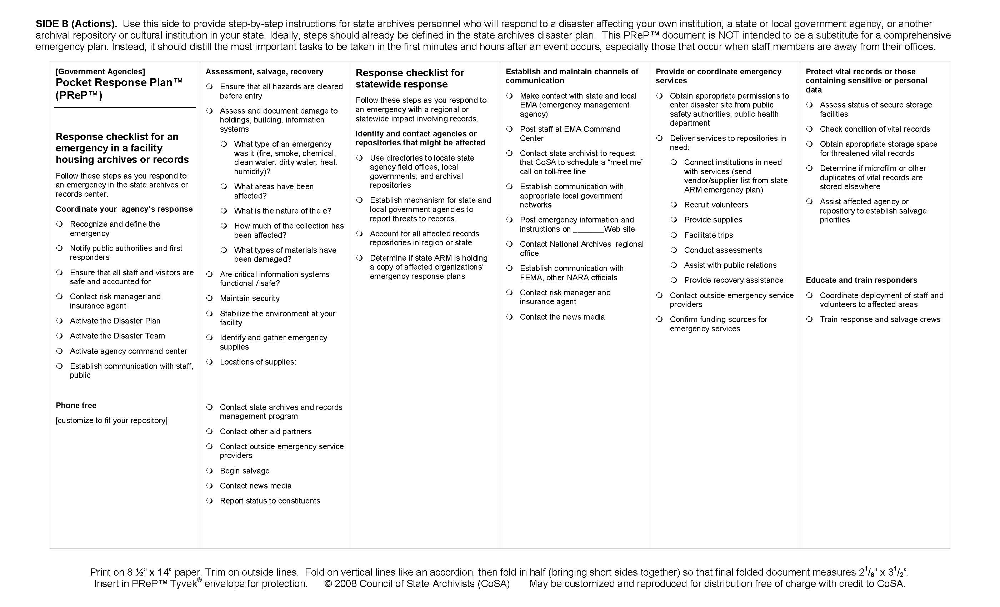 SIDE B (Actions).  Use this side to provide step-by-step instructions for state archives personnel who will respond to a disaster affecting your own institution, a state or local government agency, or another
archival repository or cultural institution in your state. Ideally, steps should already be defined in the state archives disaster plan.  This PReP™ document is NOT intended to be a substitute for a comprehensive
emergency plan. Instead, it should distill the most important tasks to be taken in the first minutes and hours after an event occurs, especially those that occur when staff members are away from their offices.
[Government Agencies]
Pocket Response Plan™
(PReP™)
Response checklist for an
emergency in a facility
housing archives or records
Follow these steps as you respond to
an emergency in the state archives or
records center.
Coordinate your  agency’s response
❍ Recognize and define the
emergency
❍ Notify public authorities and first
responders
❍ Ensure that all staff and visitors are
safe and accounted for
❍ Contact risk manager and
insurance agent
❍ Activate the Disaster Plan
❍ Activate the Disaster Team
❍ Activate agency command center
❍ Establish communication with staff,
public
Phone tree
[customize to fit your repository]
Assessment, salvage, recovery
❍ Ensure that all hazards are cleared
before entry
❍ Assess and document damage to
holdings, building, information
systems
❍ What type of an emergency
was it (fire, smoke, chemical,
clean water, dirty water, heat,
humidity)?
❍ What areas have been
affected?
❍ What is the nature of the e?
❍ How much of the collection has
been affected?
❍ What types of materials have
been damaged?
❍ Are critical information systems
functional / safe?
❍ Maintain security
❍ Stabilize the environment at your
facility
❍ Identify and gather emergency
supplies
❍ Locations of supplies:
❍ Contact state archives and records
management program
❍ Contact other aid partners
❍ Contact outside emergency service
providers
❍ Begin salvage
❍ Contact news media
❍ Report status to constituents
Response checklist for
statewide response
Follow these steps as you respond to
an emergency with a regional or
statewide impact involving records.
Identify and contact agencies or
repositories that might be affected
❍ Use directories to locate state
agency field offices, local
governments, and archival
repositories
❍ Establish mechanism for state and
local government agencies to
report threats to records.
❍ Account for all affected records
repositories in region or state
❍ Determine if state ARM is holding
a copy of affected organizations’
emergency response plans
Establish and maintain channels of
communication
❍ Make contact with state and local
EMA (emergency management
agency)
❍ Post staff at EMA Command
Center
❍ Contact state archivist to request
that CoSA to schedule a “meet me”
call on toll-free line
❍ Establish communication with
appropriate local government
networks
❍ Post emergency information and
instructions on _______Web site
❍ Contact National Archives  regional
office
❍ Establish communication with
FEMA, other NARA officials
❍ Contact risk manager and
insurance agent
❍ Contact the news media
Provide or coordinate emergency
services
❍ Obtain appropriate permissions to
enter disaster site from public
safety authorities, public health
department
❍ Deliver services to repositories in
need:
❍ Connect institutions in need
with services (send
vendor/supplier list from state
ARM emergency plan)
❍ Recruit volunteers
❍ Provide supplies
❍ Facilitate trips
❍ Conduct assessments
❍ Assist with public relations
❍ Provide recovery assistance
❍ Contact outside emergency service
providers
❍ Confirm funding sources for
emergency services
Protect vital records or those
containing sensitive or personal
data
❍ Assess status of secure storage
facilities
❍ Check condition of vital records
❍ Obtain appropriate storage space
for threatened vital records
❍ Determine if microfilm or other
duplicates of vital records are
stored elsewhere
❍ Assist affected agency or
repository to establish salvage
priorities
Educate and train responders
❍ Coordinate deployment of staff and
volunteers to affected areas
❍ Train response and salvage crews
Print on 8 ½” x 14” paper. Trim on outside lines.  Fold on vertical lines like an accordion, then fold in half (bringing short sides together) so that final folded document measures 2¹/₈” x 3¹/₂”.
Insert in PReP™ Tyvek® envelope for protection.      © 2008 Council of State Archivists (CoSA)       May be customized and reproduced for distribution free of charge with credit to CoSA.